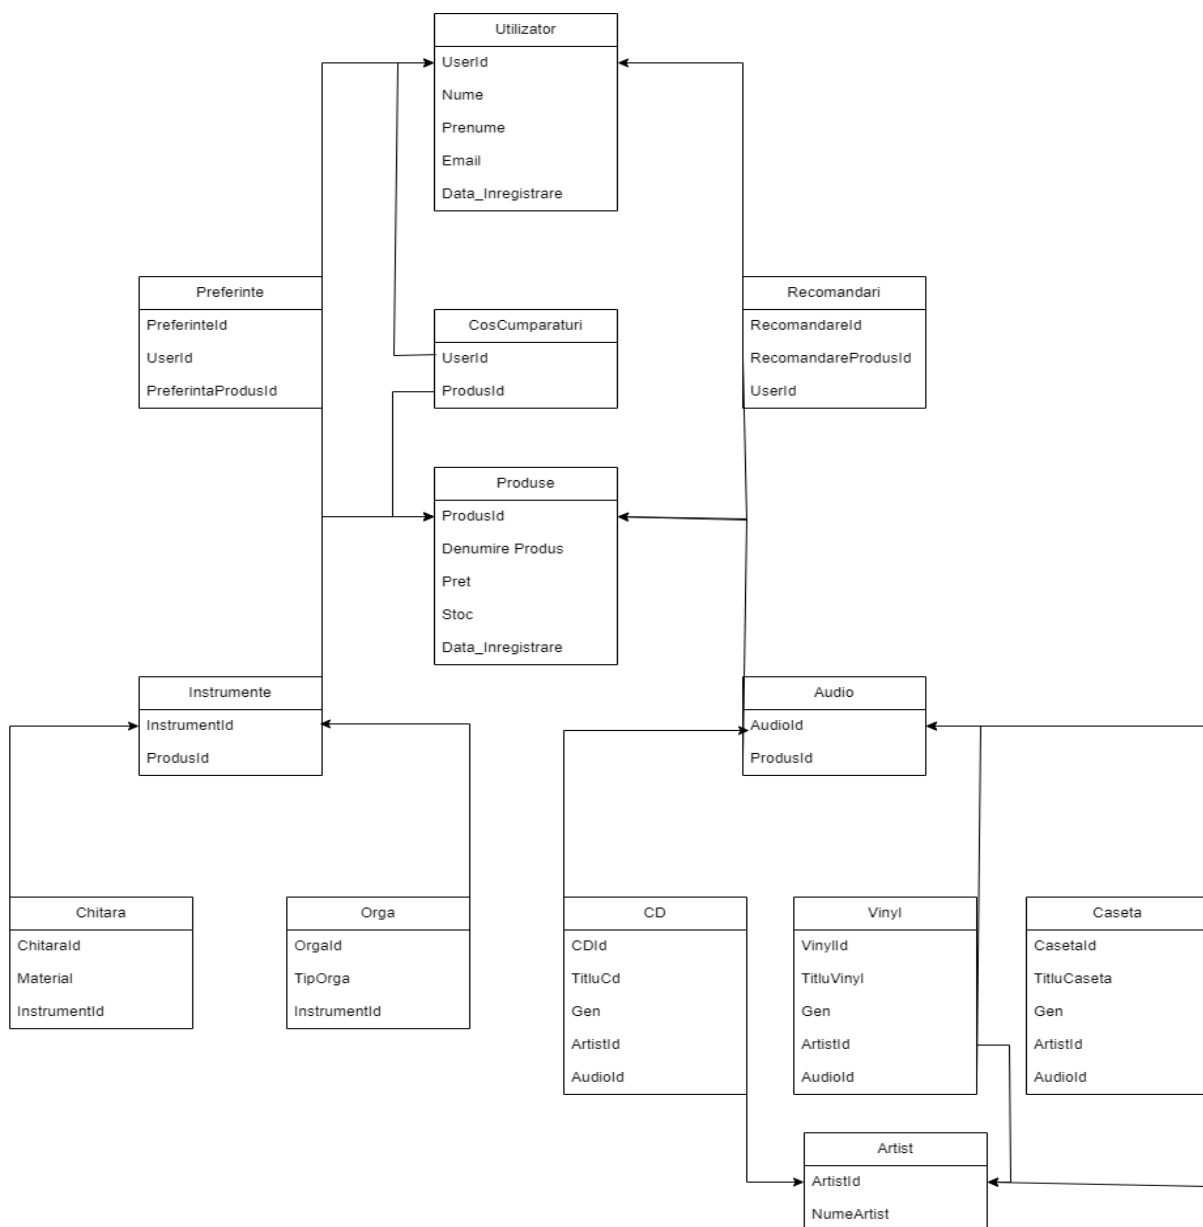 Utilizator
UserId
Nume
Prenume
Email
Data_Inregistrare
Preferinte
PreferinteId
UserId
PreferintaProdusId
CosCumparaturi
UserId
ProdusId
Recomandari
RecomandareId
RecomandareProdusId
UserId
Produse
ProdusId
Denumire Produs
Pret
Stoc
Data_Inregistrare
Instrumente
InstrumentId
ProdusId
Audio
AudioId
ProdusId
Chitara
ChitaraId
Material
InstrumentId
Orga
OrgaId
TipOrga
InstrumentId
CD
CDId
TitluCd
Gen
ArtistId
AudioId
Vinyl
VinylId
TitluVinyl
Gen
ArtistId
AudioId
Caseta
CasetaId
TitluCaseta
Gen
ArtistId
AudioId
Artist
ArtistId
NumeArtist